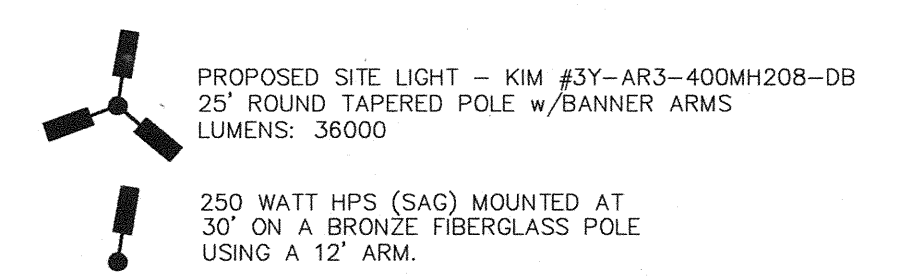 PROPOSED SITE LIGHT – KIM #3Y–AR3–400MH208–DB
25' ROUND TAPERED POLE w/BANNER ARMS
LUMENS: 36000
250 WATT HPS (SAG) MOUNTED AT
30' ON A BRONZE FIBERGLASS POLE
USING A 12' ARM.